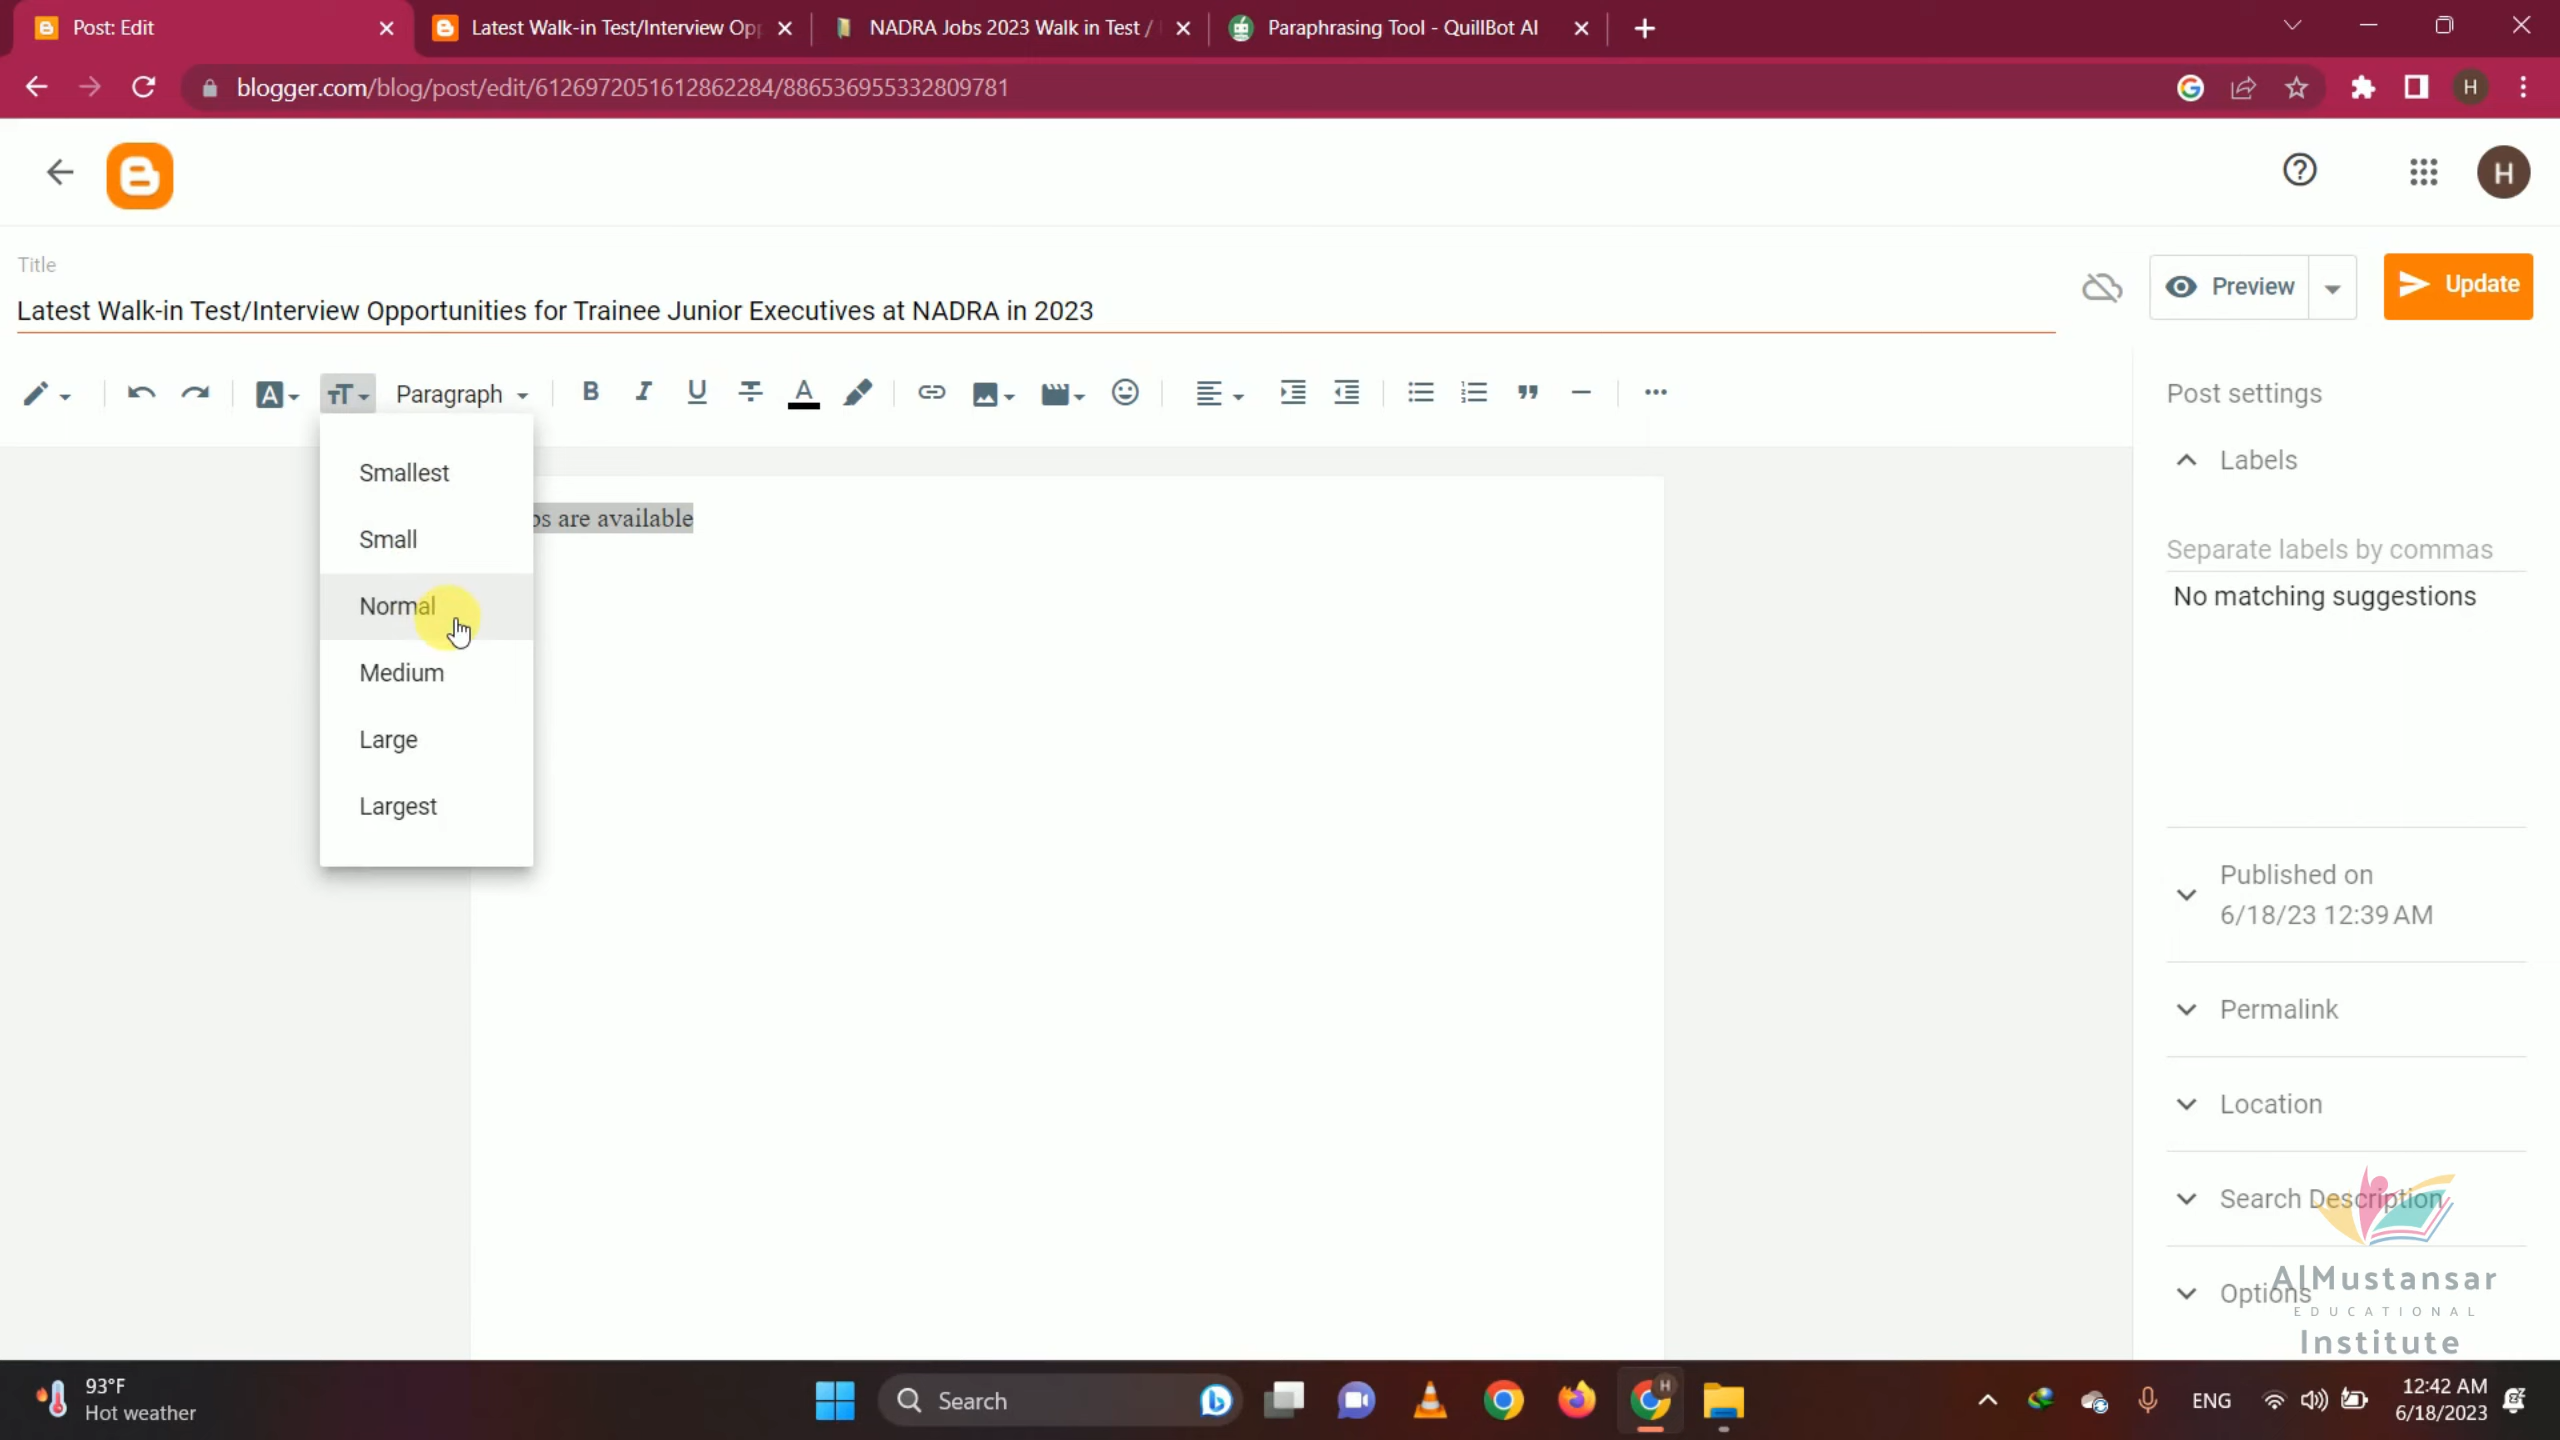 Post: Edit
Latest Walk-in Test/Interview Opp
NADRA Jobs 2023 Walk in Test /
Paraphrasing Tool - QuillBot AI
blogger.com/blog/post/edit/6126972051612862284/886536955332809781
H
H
Title
Latest Walk-in Test/Interview Opportunities for Trainee Junior Executives at NADRA in 2023
Preview
Update
Paragraph
Post settings
Labels
Smallest
Small
Normal
Medium
Large
Largest
os are available
Separate labels by commas
No matching suggestions
Published on
6/18/23 12:39 AM
Permalink
Location
Search Description
Options
AlMustansar
EDUCATIONAL
Institute
93°F
Hot weather
Search
H
ENG
12:42 AM
6/18/2023